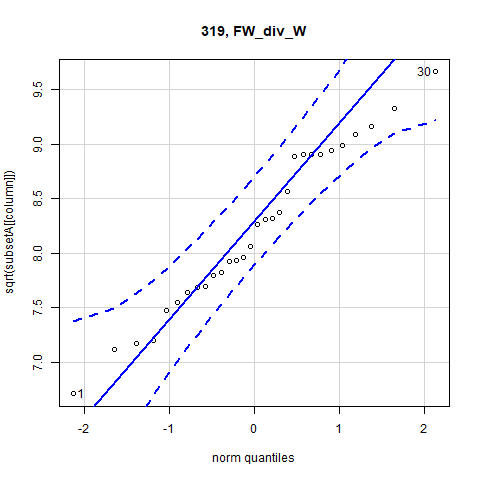 319, FW_div_W
30
9.5
9.0
8.5
8.0
7.5
7.0
sqrt(subsetA[[column]])
1
-2 -1 0 1 2
norm quantiles